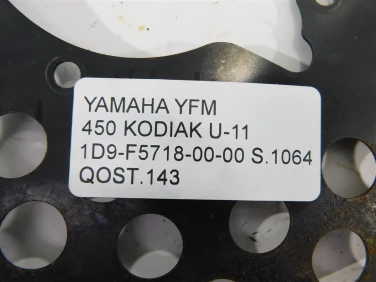 YAMAHA YFM
450 KODIAK U-11
1D9-F5718-00-00 S.1064
QOST.143